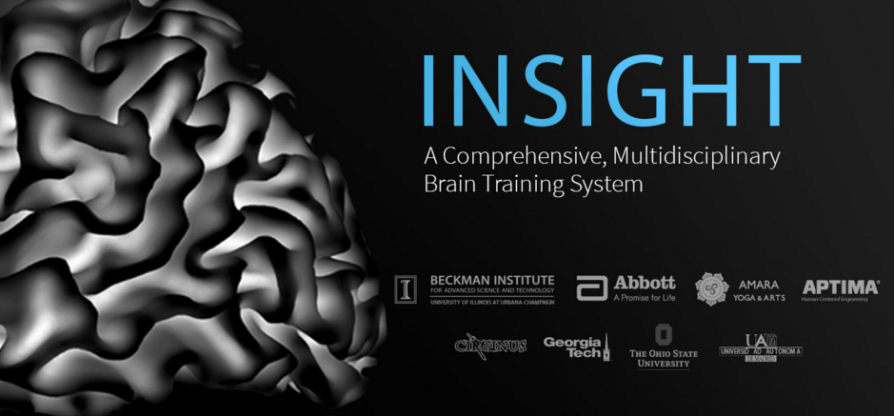 INSIGHT
A Comprehensive, Multidisciplinary
Brain Training System
I
BECKMAN INSTITUTE
FOR ADVANCED SCIENCE AND TECHNOLOGY
UNIVERSITY OF ILLINOIS AT URBANA-CHAMPAIGN
Abbott
A Promise for Life
AMARA
YOGA & ARTS
APTIMA®
Human-Centered Engineering
CIRCINUS
Georgia
Tech
THE OHIO STATE
UNIVERSITY
UAM
UNIVERSIDAD AUTONOMA
DE MADRID